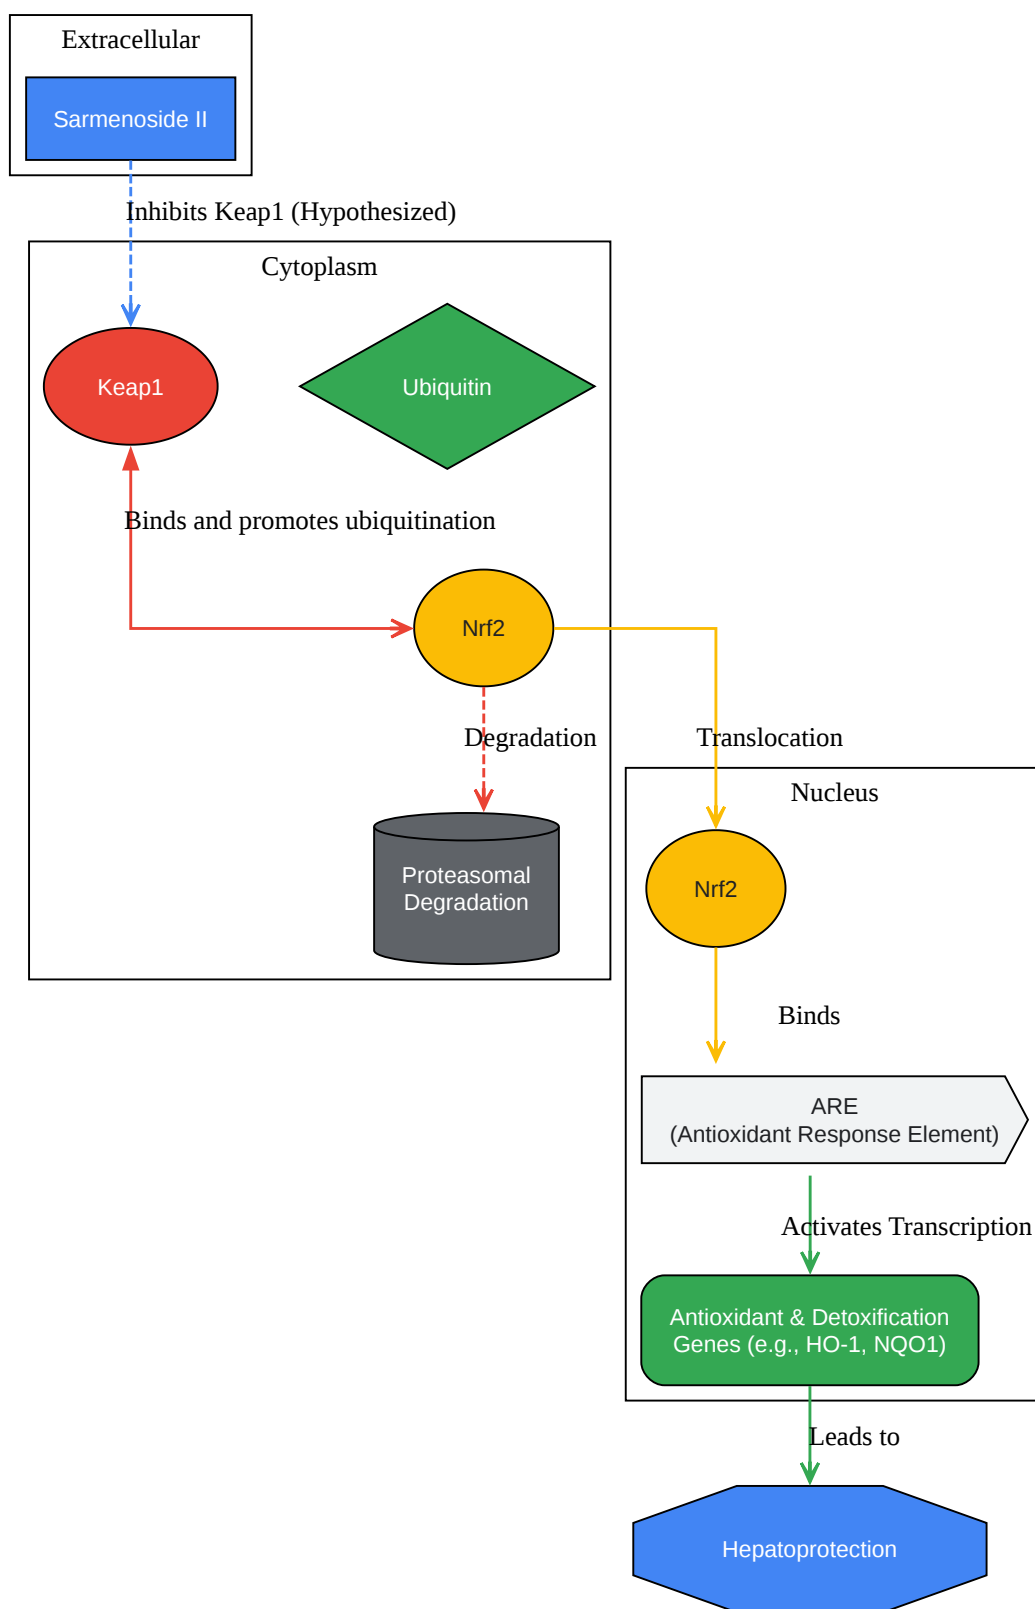 Extracellular
Sarmenoside II
Inhibits Keap1 (Hypothesized)
Cytoplasm
Keap1
Ubiquitin
Binds and promotes ubiquitination
Nrf2
Degradation
Translocation
Nucleus
Proteasomal
Degradation
Nrf2
Binds
ARE
(Antioxidant Response Element)
Activates Transcription
Antioxidant & Detoxification
Genes (e.g., HO-1, NQO1)
Leads to
Hepatoprotection